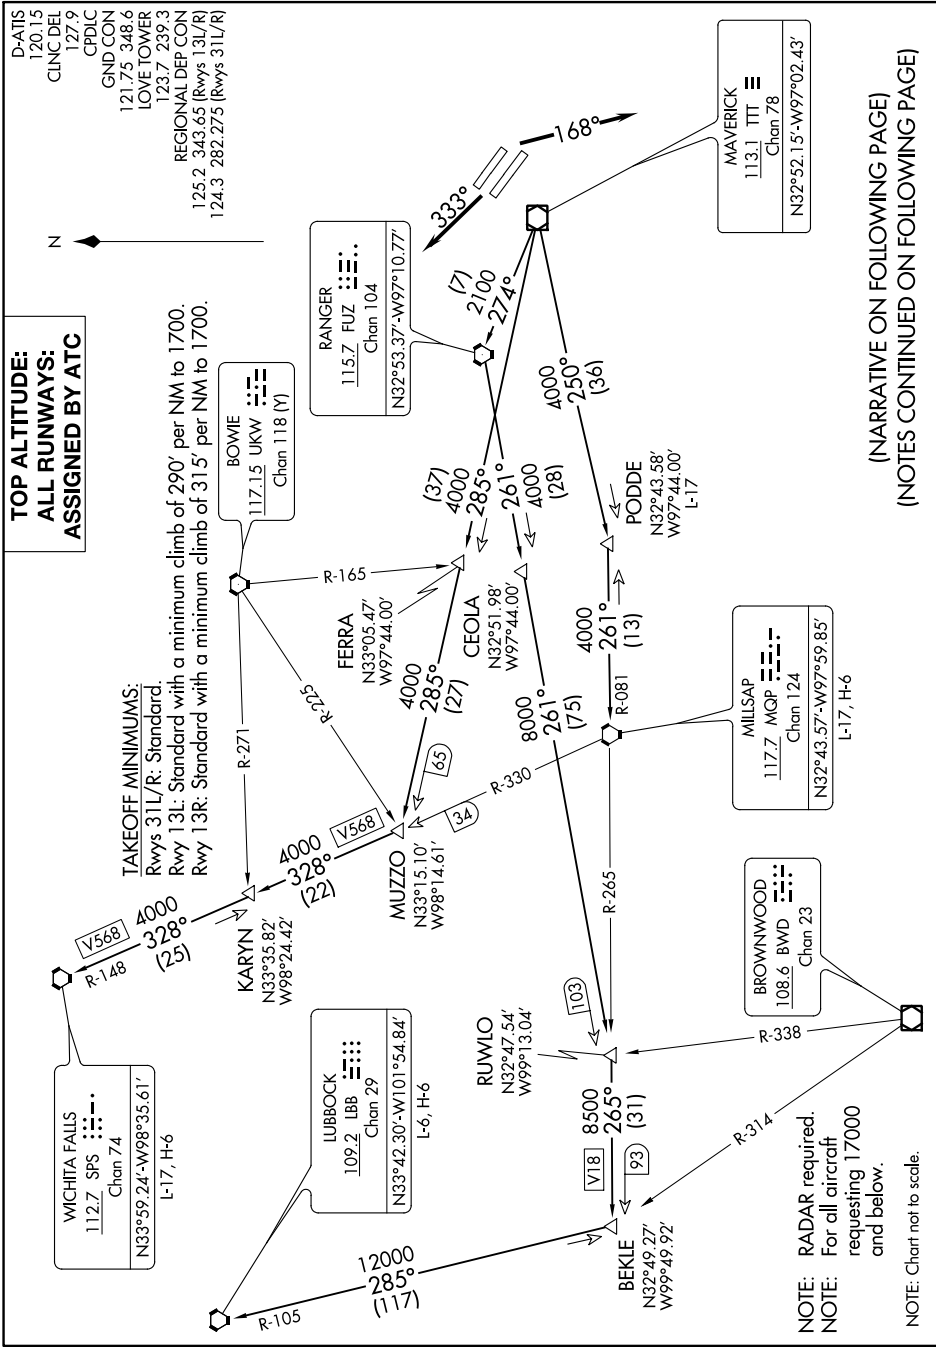 TOP ALTITUDE:
ALL RUNWAYS:
ASSIGNED BY ATC
D-ATIS
120.15
CLNC DEL
127.9
CPDLC
GND CON
121.75 348.6
LOVE TOWER
123.7 239.3
REGIONAL DEP CON
125.2 343.65 (Rwys 13L/R)
124.3 282.275 (Rwys 31L/R)
N
TAKEOFF MINIMUMS:
Rwys 31L/R: Standard.
Rwy 13L: Standard with a minimum climb of 290' per NM to 1700.
Rwy 13R: Standard with a minimum climb of 315' per NM to 1700.
WICHITA FALLS
112.7 SPS
Chan 74
N33°59.24'-W98°35.61'
L-17, H-6
V568
4000
328°
(25)
R-148
KARYN
N33°35.82'
W98°24.42'
R-271
4000
328°
(22)
V568
MUZZO
N33°15.10'
W98°14.61'
R-225
BOWIE
117.15 UKW
Chan 118 (Y)
R-165
RANGER
115.7 FUZ
Chan 104
N32°53.37'-W97°10.77'
333°
168°
(7)
2100
274°
LUBBOCK
109.2 LBB
Chan 29
N33°42.30'-W101°54.84'
L-6, H-6
65
4000
285°
(27)
FERRA
N33°05.47'
W97°44.00'
(37)
4000
285°
34
R-330
CEOLA
N32°51.98'
W97°44.00'
261°
4000
(28)
8000
261°
(75)
MAVERICK
113.1 TTT
Chan 78
N32°52.15'-W97°02.43'
R-105
12000
285°
(117)
BEKLE
N32°49.27'
W99°49.92'
V18
93
8500
265°
(31)
RUWLO
N32°47.54'
W99°13.04'
103
R-265
R-081
4000
261°
(13)
PODDE
N32°43.58'
W97°44.00'
L-17
4000
250°
(36)
MILLSAP
117.7 MQP
Chan 124
N32°43.57'-W97°59.85'
L-17, H-6
BROWNWOOD
108.6 BWD
Chan 23
R-338
R-314
NOTE: RADAR required.
NOTE: For all aircraft
requesting 17000
and below.
NOTE: Chart not to scale.
(NARRATIVE ON FOLLOWING PAGE)
(NOTES CONTINUED ON FOLLOWING PAGE)